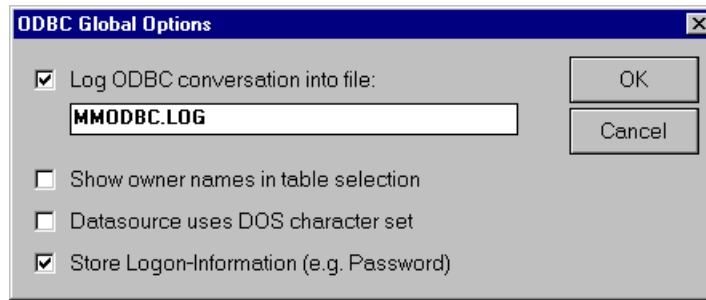 ODBC Global Options
Log ODBC conversation into file:
OK
MMODBC.LOG
Cancel
Show owner names in table selection
Datasource uses DOS character set
Store Logon-Information (e.g. Password)